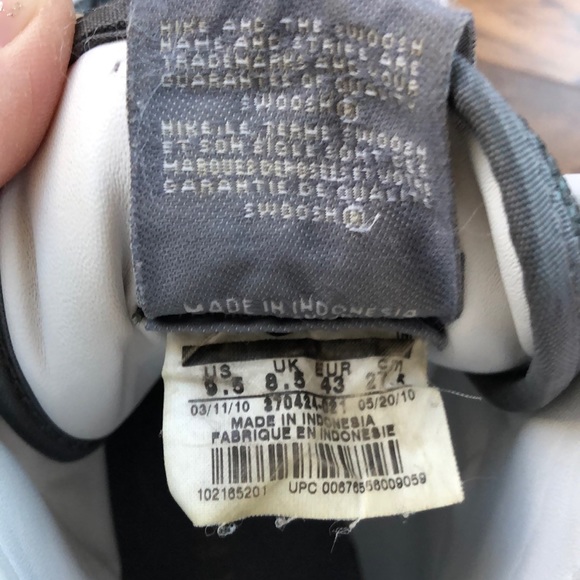 NIKE AND THE SWOOSH
NAME AND STRIPE ARE
TRADEMARKS AND YOUR
GUARANTEE OF QUALITY
SWOOSH®
NIKE, LE TERME SWOOSH
ET SON SIGLE SONT DES
MARQUES DEPOSEES ET VOTRE
GARANTIE DE QUALITE
SWOOSH®
MADE IN INDONESIA
US UK EUR cm
9.5 8.5 43 27.5
03/11/10 05/20/10
MADE IN INDONESIA
FABRIQUE EN INDONESIE
102165201 UPC 00676556009059